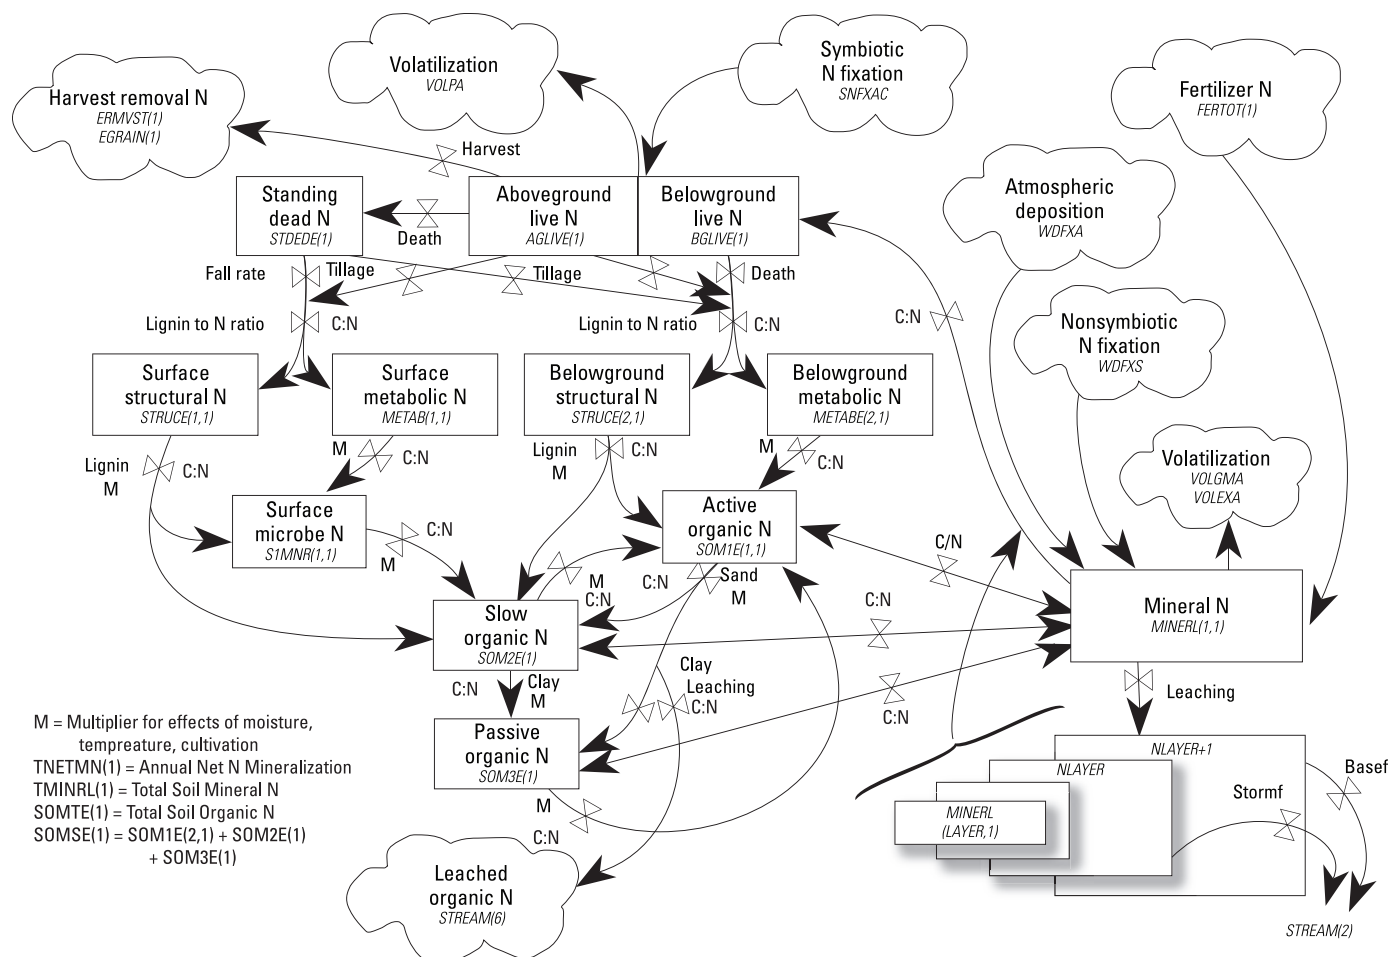 Volatilization
VOLPA
Symbiotic
N fixation
SNFXAC
Harvest removal N
ERMVST(1)
EGRAIN(1)
Fertilizer N
FERTOT(1)
Harvest
Standing
dead N
STDEDE(1)
Aboveground
live N
AGLIVE(1)
Belowground
live N
BGLIVE(1)
Atmospheric
deposition
WDFXA
Death
Fall rate
Tillage
Tillage
Death
Lignin to N ratio
C:N
Lignin to N ratio
C:N
C:N
Nonsymbiotic
N fixation
WDFXS
Surface
structural N
STRUCE(1,1)
Surface
metabolic N
METAB(1,1)
Belowground
structural N
STRUCE(2,1)
Belowground
metabolic N
METABE(2,1)
Lignin
M
C:N
M
C:N
Lignin
M
C:N
M
C:N
Volatilization
VOLGMA
VOLEXA
Surface
microbe N
S1MNR(1,1)
C:N
M
Active
organic N
SOM1E(1,1)
C/N
M
C:N
C:N
Sand
M
Slow
organic N
SOM2E(1)
C:N
Mineral N
MINERL(1,1)
C:N
Clay
M
Clay
Leaching
C:N
C:N
Leaching
Passive
organic N
SOM3E(1)
M
C:N
M = Multiplier for effects of moisture,
tempreature, cultivation
TNETMN(1) = Annual Net N Mineralization
TMINRL(1) = Total Soil Mineral N
SOMTE(1) = Total Soil Organic N
SOMSE(1) = SOM1E(2,1) + SOM2E(1)
+ SOM3E(1)
NLAYER+1
NLAYER
MINERL
(LAYER,1)
Stormf
Basef
Leached
organic N
STREAM(6)
STREAM(2)